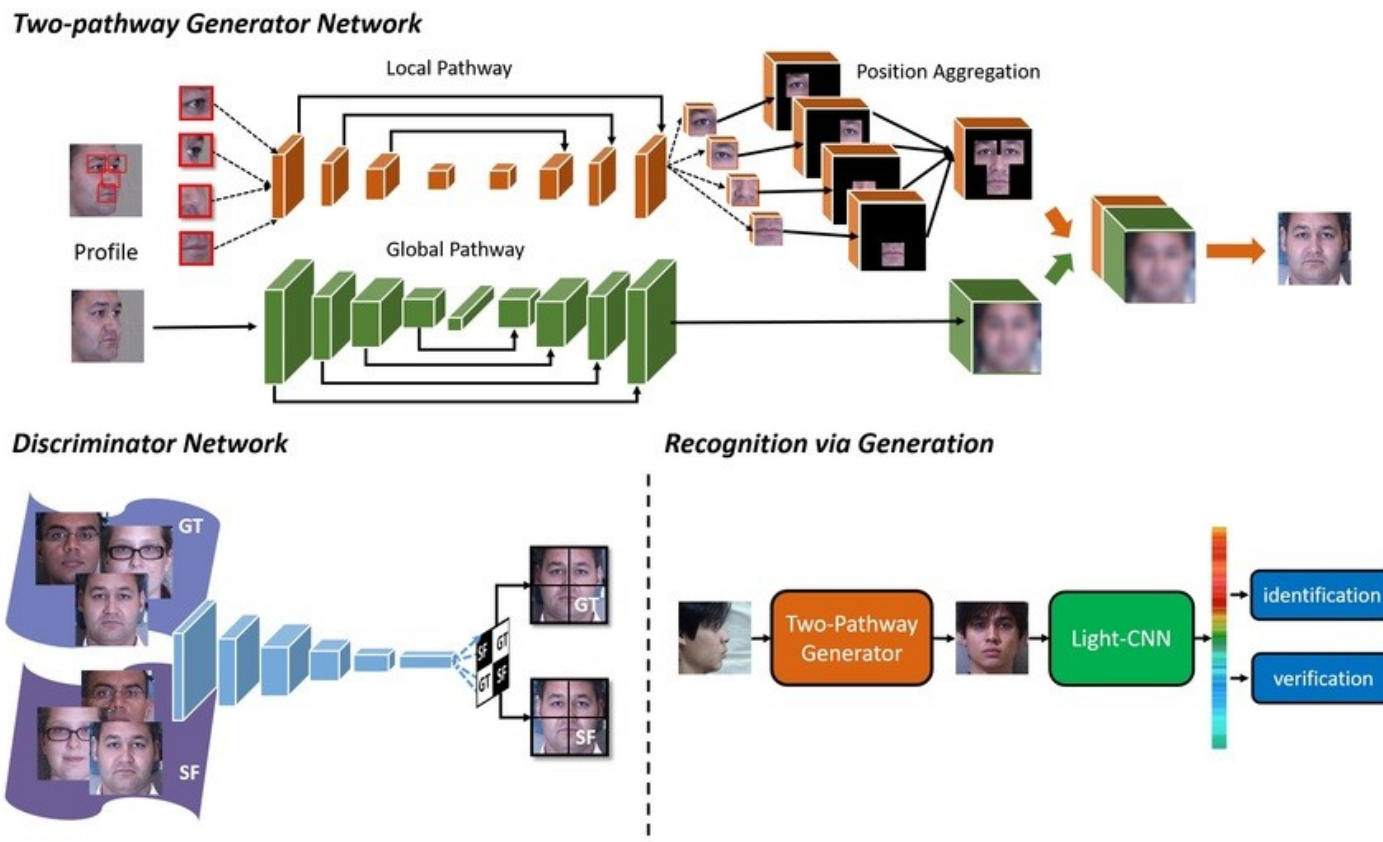 Two-pathway Generator Network
Local Pathway
Position Aggregation
Profile
Global Pathway
Discriminator Network
GT
SF
SF
GT
GT
SF
GT
SF
Recognition via Generation
Two-Pathway
Generator
Light-CNN
identification
verification